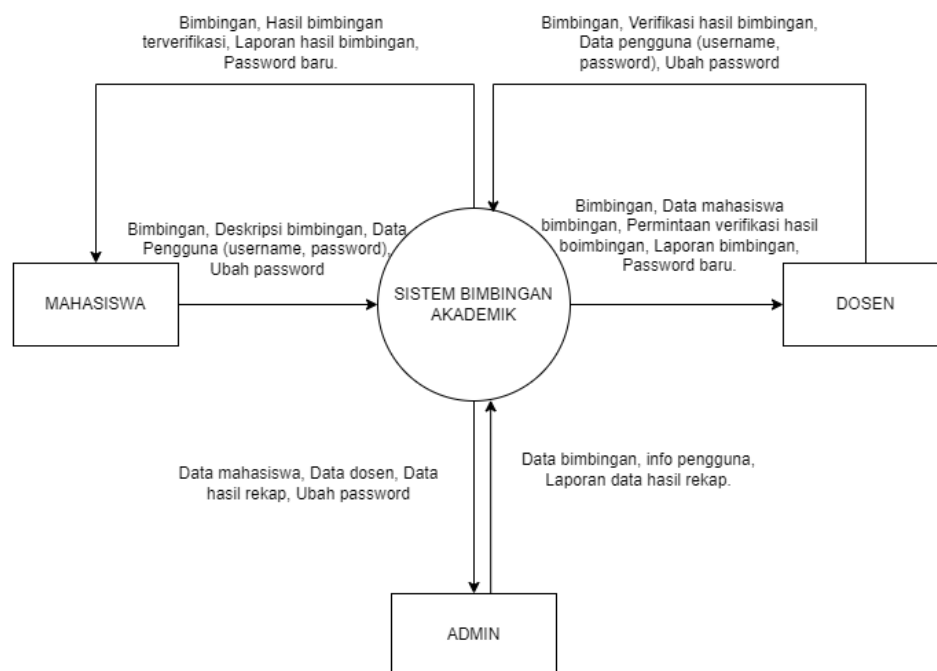 Bimbingan, Hasil bimbingan
terverifikasi, Laporan hasil bimbingan,
Password baru.
Bimbingan, Verifikasi hasil bimbingan,
Data pengguna (username,
password), Ubah password
Bimbingan, Deskripsi bimbingan, Data
Pengguna (username, password),
Ubah password
Bimbingan, Data mahasiswa
bimbingan, Permintaan verifikasi hasil
boimbingan, Laporan bimbingan,
Password baru.
MAHASISWA
SISTEM BIMBINGAN
AKADEMIK
DOSEN
Data mahasiswa, Data dosen, Data
hasil rekap, Ubah password
Data bimbingan, info pengguna,
Laporan data hasil rekap.
ADMIN